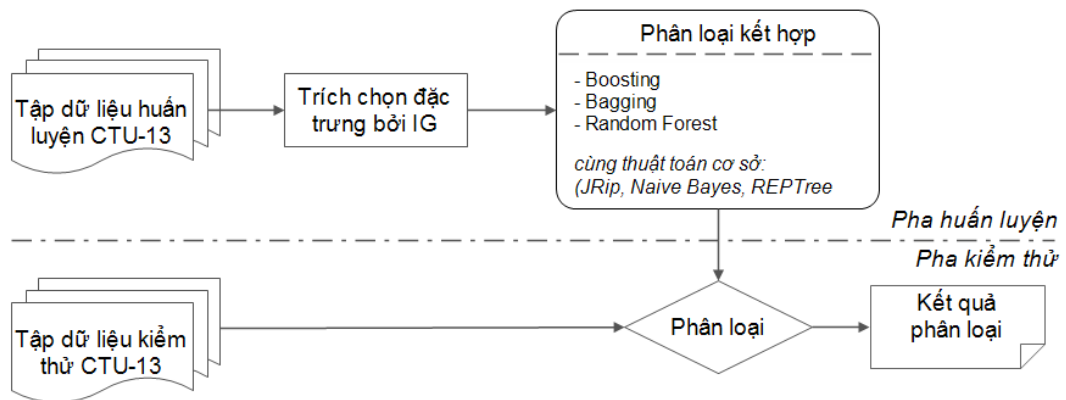 Phân loại kết hợp
- Boosting
- Bagging
- Random Forest
cùng thuật toán cơ sở:
(JRip, Naive Bayes, REPTree
Tập dữ liệu huấn
luyện CTU-13
Trích chọn đặc
trưng bởi IG
Pha huấn luyện
Pha kiểm thử
Tập dữ liệu kiểm
thử CTU-13
Phân loại
Kết quả
phân loại